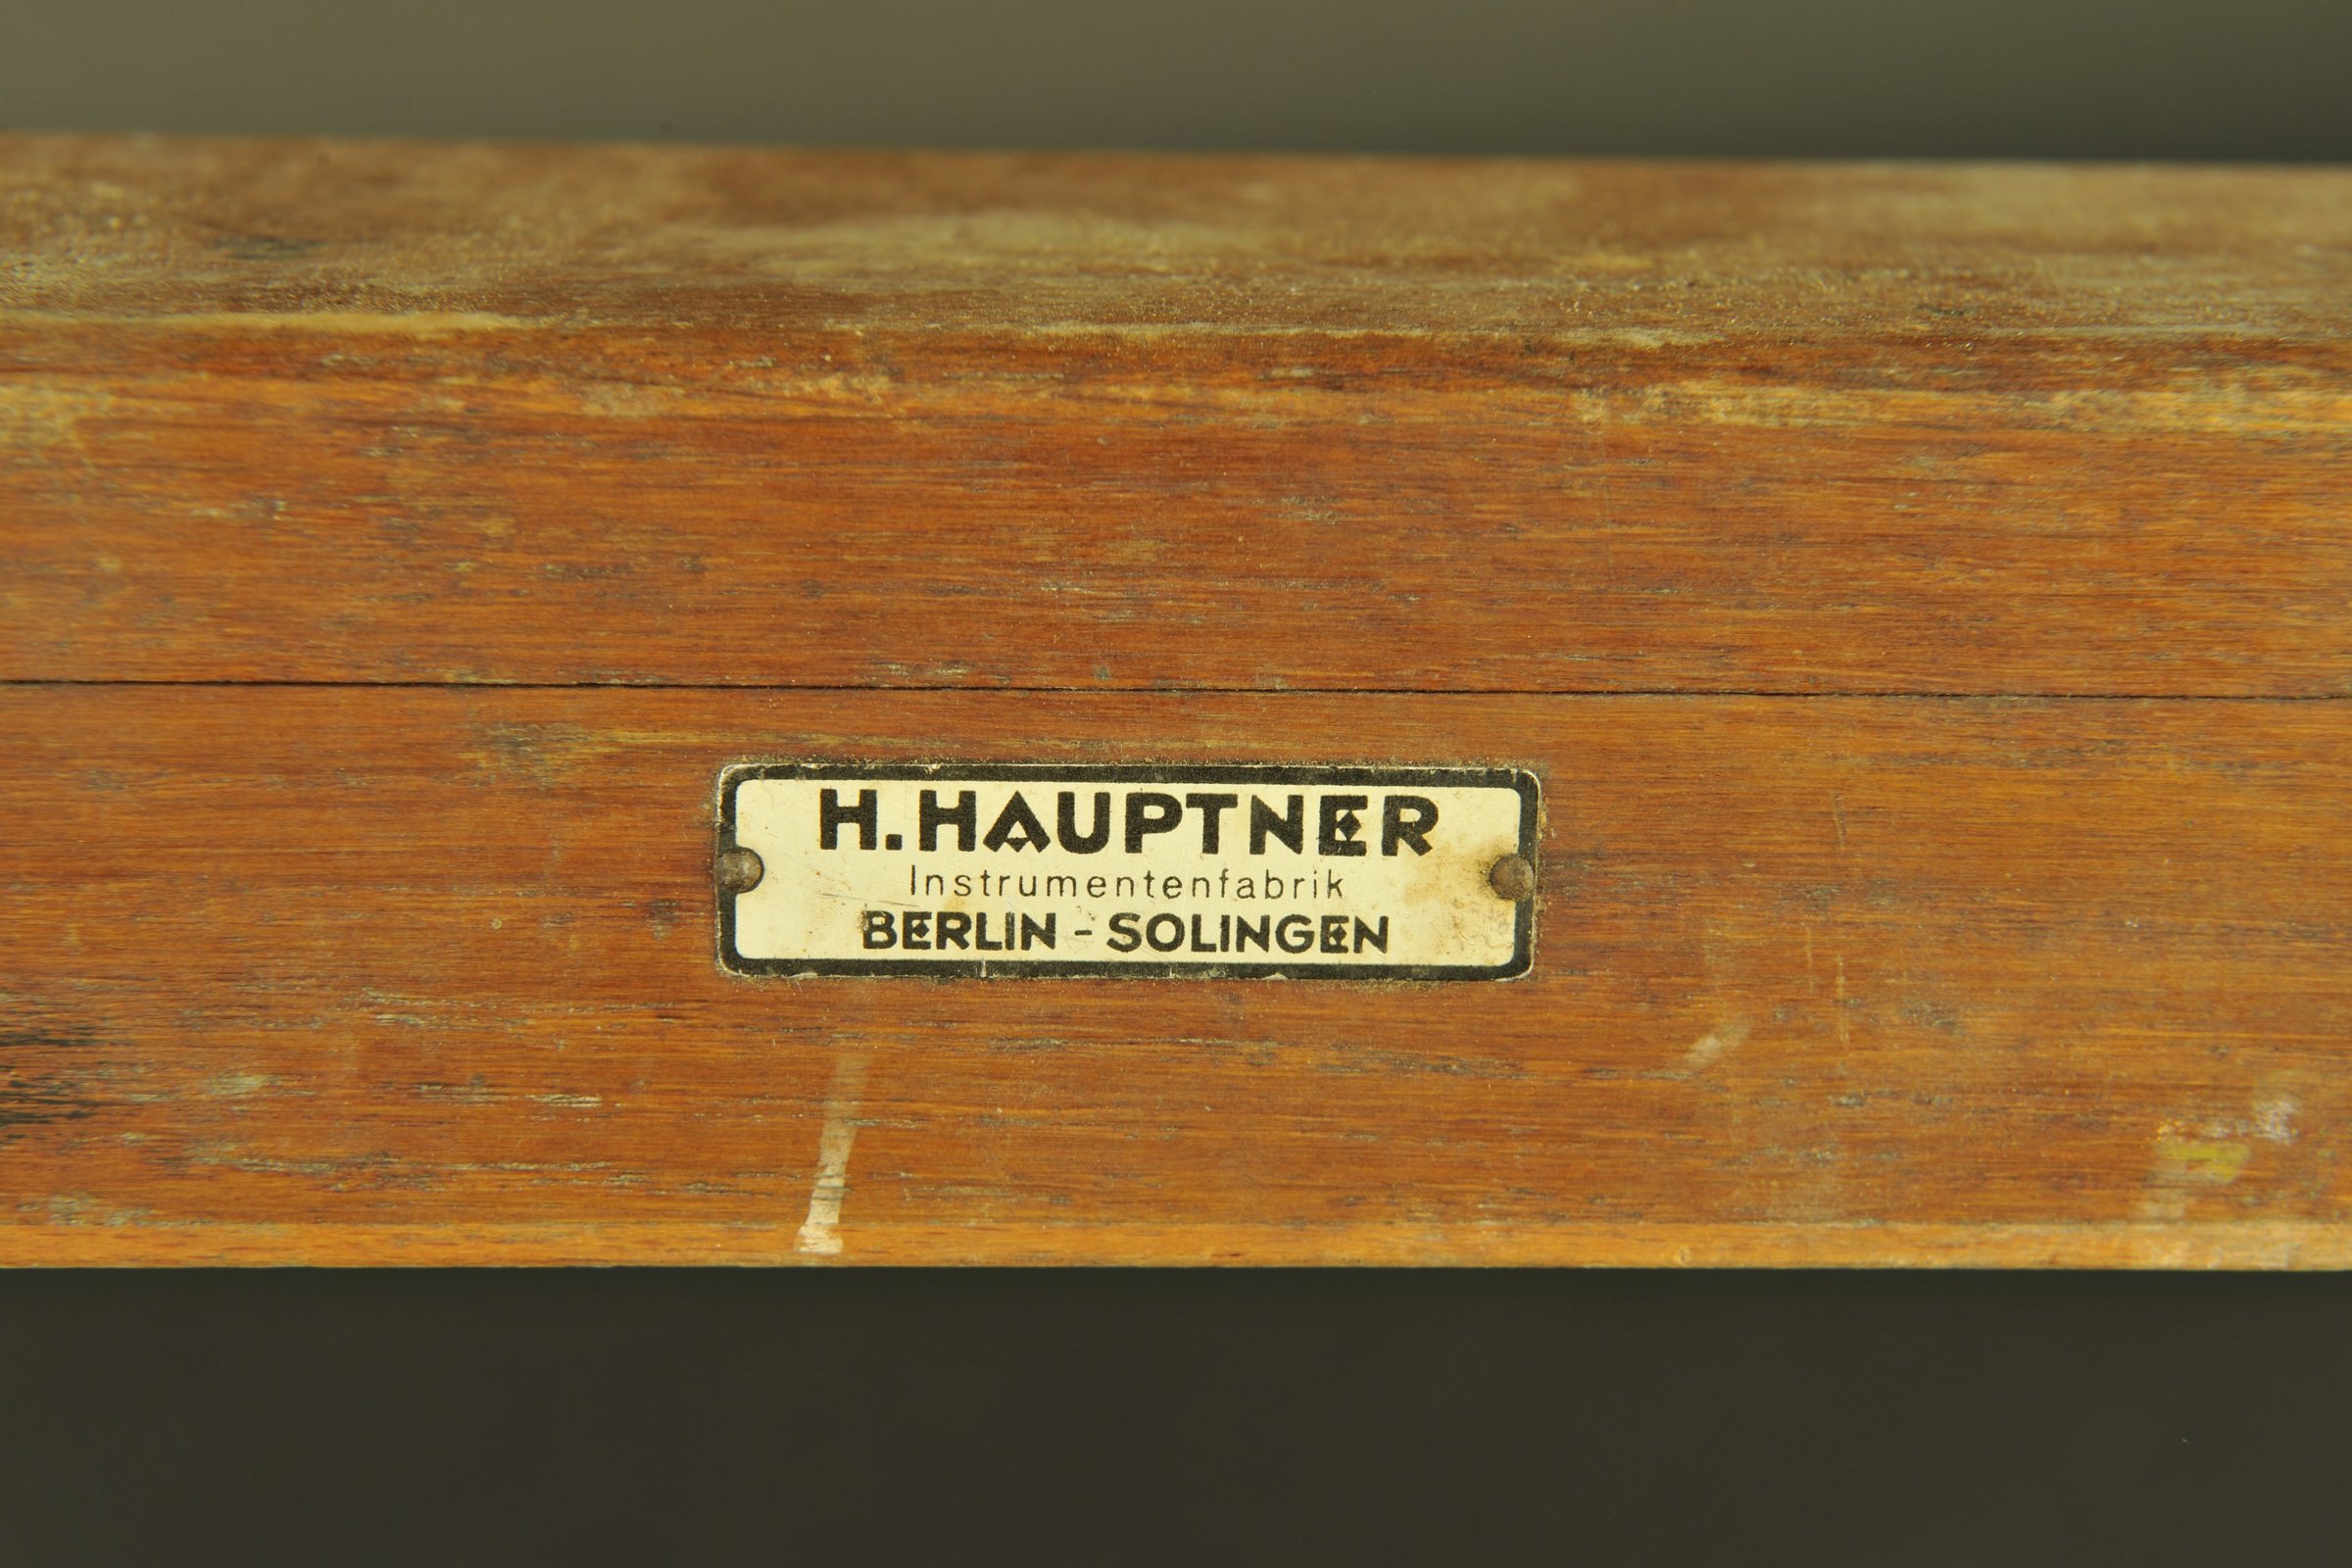 H. HAUPTNER
Instrumentenfabrik
BERLIN - SOLINGEN